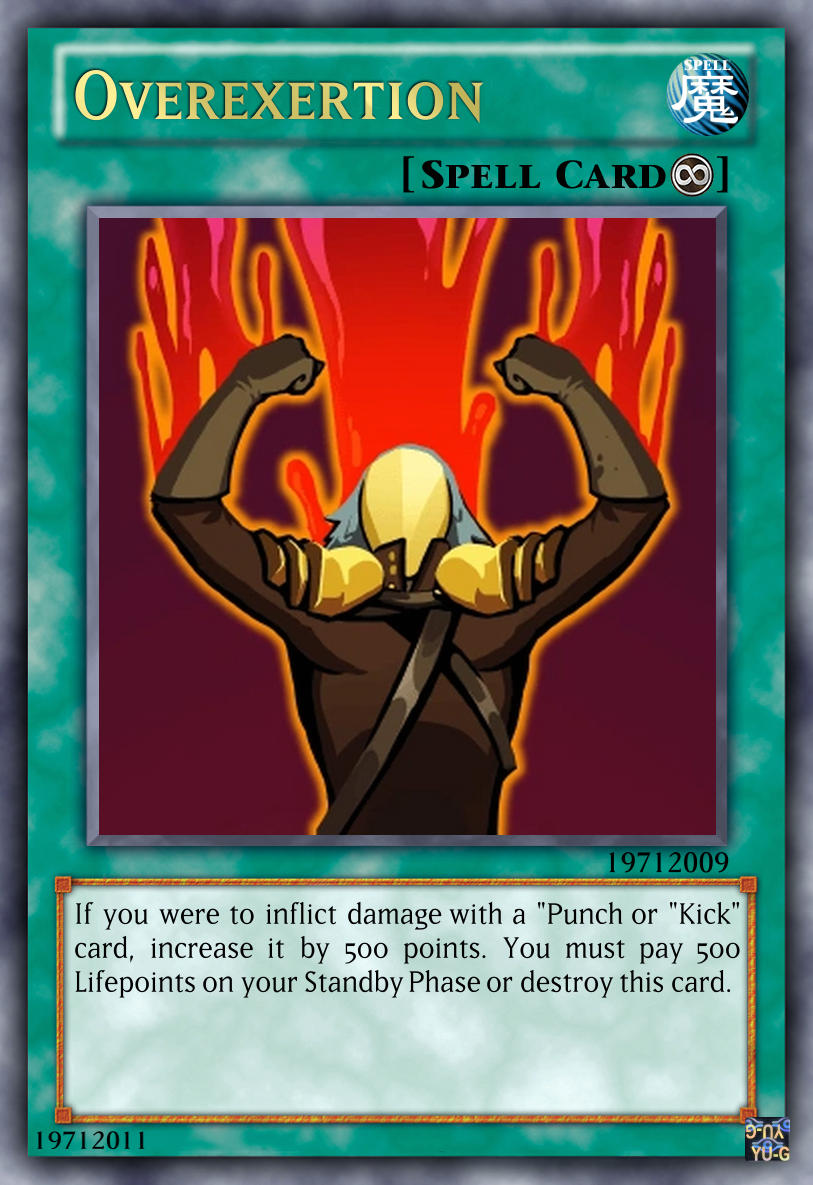 OVEREXERTION
SPELL
魔
[SPELL CARD∞]
19712009
If you were to inflict damage with a "Punch or "Kick"
card, increase it by 500 points. You must pay 500
Lifepoints on your Standby Phase or destroy this card.
19712011
YU-G
YU-G